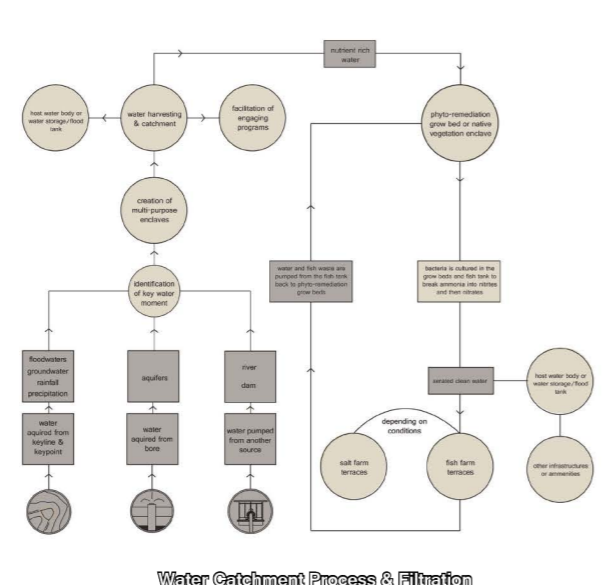 nutrient rich
water
host water body or
water storage/flood
tank
water harvesting
& catchment
facilitation of
engaging
programs
phyto-remediation
grow bed or native
vegetation enclave
creation of
multi-purpose
enclaves
water and fish waste are
pumped from the fish tank
back to phyto-remediation
grow beds
bacteria is cultured in the
grow beds and fish tank to
break ammonia into nitrites
and then nitrates
identification
of key water
moment
floodwaters
groundwater
rainfall
precipitation
aquifers
river
dam
aerated clean water
host water body or
water storage/flood
tank
water
aquired from
keyline &
keypoint
water
aquired from
bore
water pumped
from another
source
depending on
conditions
salt farm
terraces
fish farm
terraces
other infrastructures
or ammenities
Water Catchment Process & Filtration